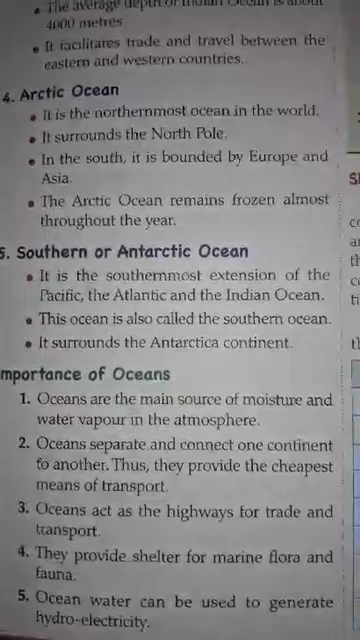 • The average depth of Indian Ocean is about
4000 metres
• It facilitates trade and travel between the
eastern and western countries.
4. Arctic Ocean
• It is the northernmost ocean in the world.
• It surrounds the North Pole.
• In the south, it is bounded by Europe and
Asia.
• The Arctic Ocean remains frozen almost
throughout the year.
5. Southern or Antarctic Ocean
• It is the southernmost extension of the
Pacific, the Atlantic and the Indian Ocean.
• This ocean is also called the southern ocean.
• It surrounds the Antarctica continent.
mportance of Oceans
1. Oceans are the main source of moisture and
water vapour in the atmosphere.
2. Oceans separate and connect one continent
to another. Thus, they provide the cheapest
means of transport.
3. Oceans act as the highways for trade and
transport.
4. They provide shelter for marine flora and
fauna.
5. Ocean water can be used to generate
hydro-electricity.